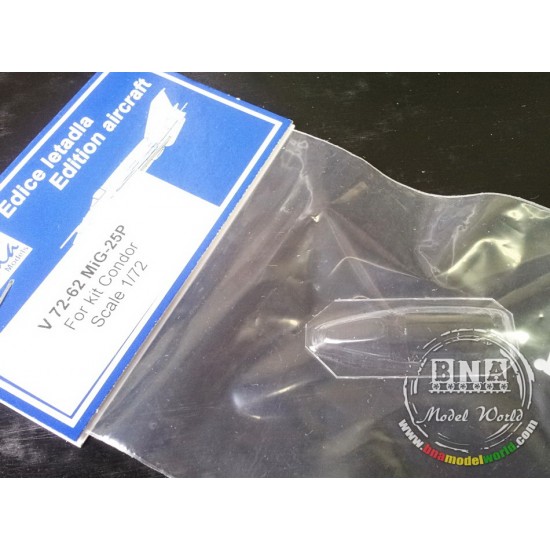 Edice letadla
Edition aircraft
Models
V 72-62 MiG-25P
For kit Condor
Scale 1/72
BNA
Model World
www.bnamodelworld.com